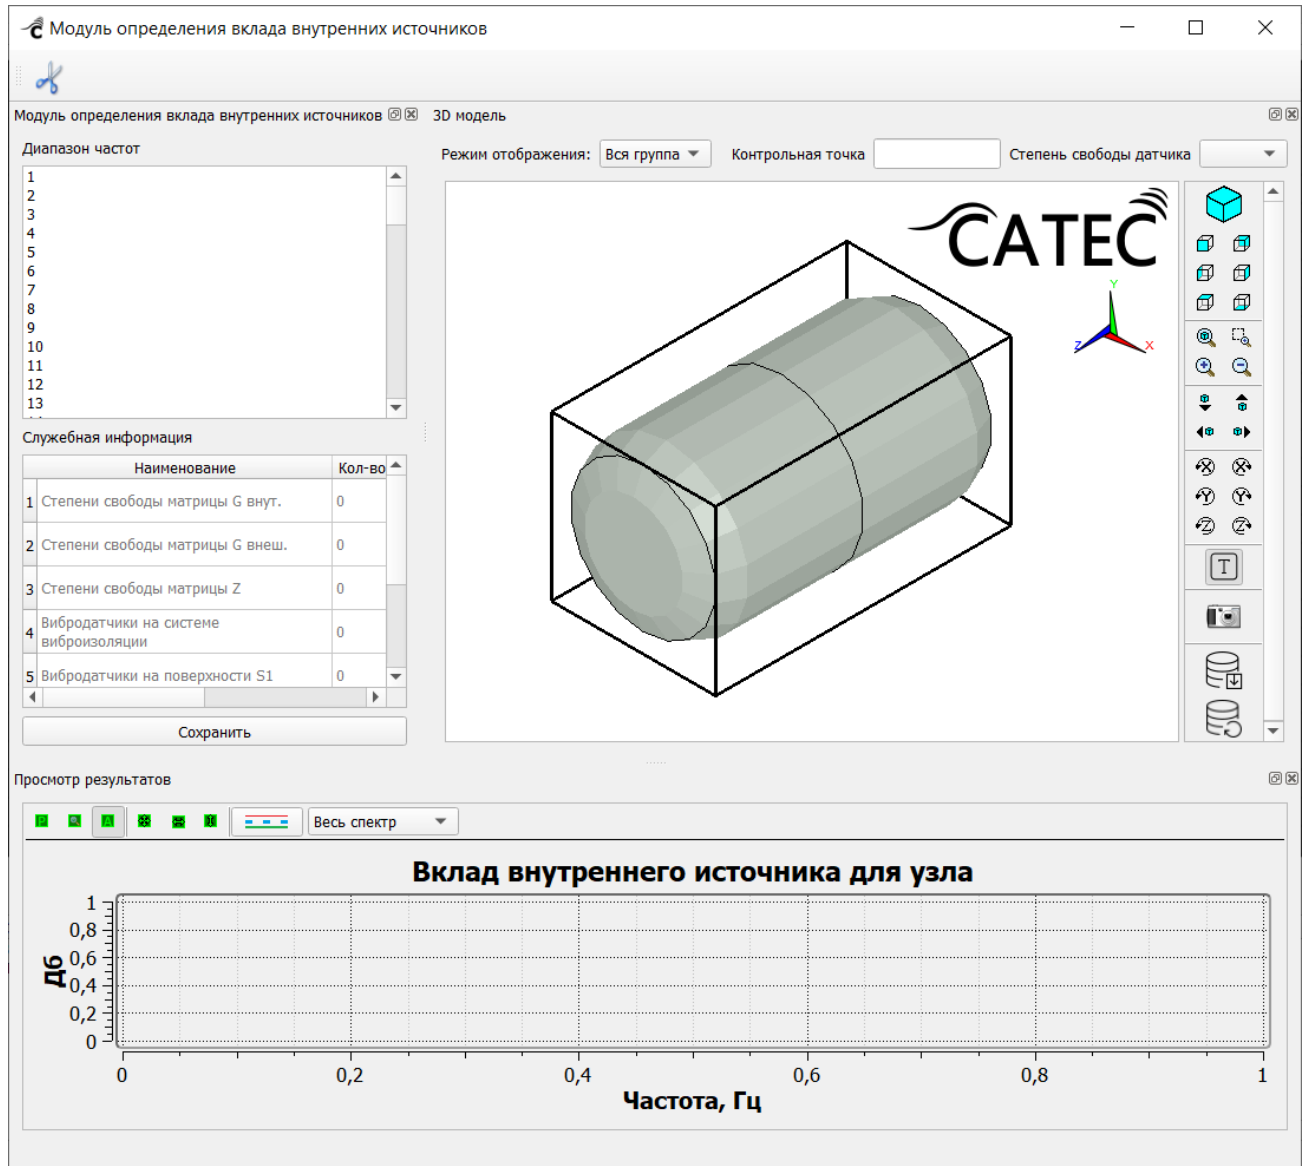 Модуль определения вклада внутренних источников
Модуль определения вклада внутренних источников
3D модель
Диапазон частот
1
2
3
4
5
6
7
8
9
10
11
12
13
Режим отображения: Вся группа Контрольная точка Степень свободы датчика
CATEC
Y
Z
X
Служебная информация
Наименование Кол-во
1 Степени свободы матрицы G внут. 0
2 Степени свободы матрицы G внеш. 0
3 Степени свободы матрицы Z 0
4 Вибродатчики на системе виброизоляции 0
5 Вибродатчики на поверхности S1 0
Сохранить
X X
Y Y
Z Z
T
Просмотр результатов
P A
Весь спектр
Вклад внутреннего источника для узла
Дб
1
0,8
0,6
0,4
0,2
0
0 0,2 0,4 0,6 0,8 1
Частота, Гц